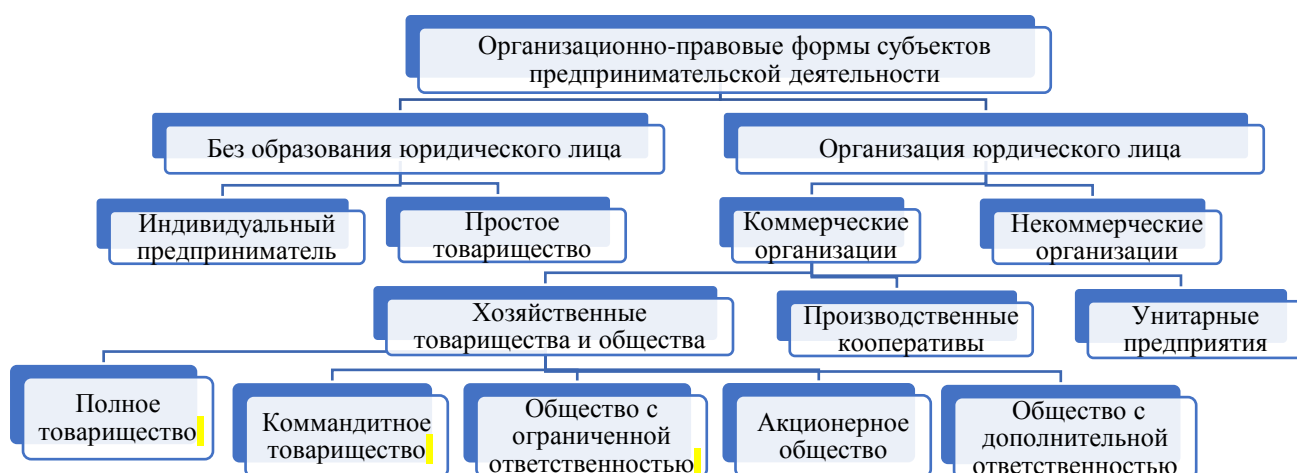 Организационно-правовые формы субъектов
предпринимательской деятельности
Без образования юридического лица
Организация юрдического лица
Индивидуальный
предприниматель
Простое
товарищество
Коммерческие
организации
Некоммерческие
организации
Хозяйственные
товарищества и общества
Производственные
кооперативы
Унитарные
предприятия
Полное
товарищество
Коммандитное
товарищество
Общество с
ограниченной
ответственностью
Акционерное
общество
Общество с
дополнительной
ответственностью